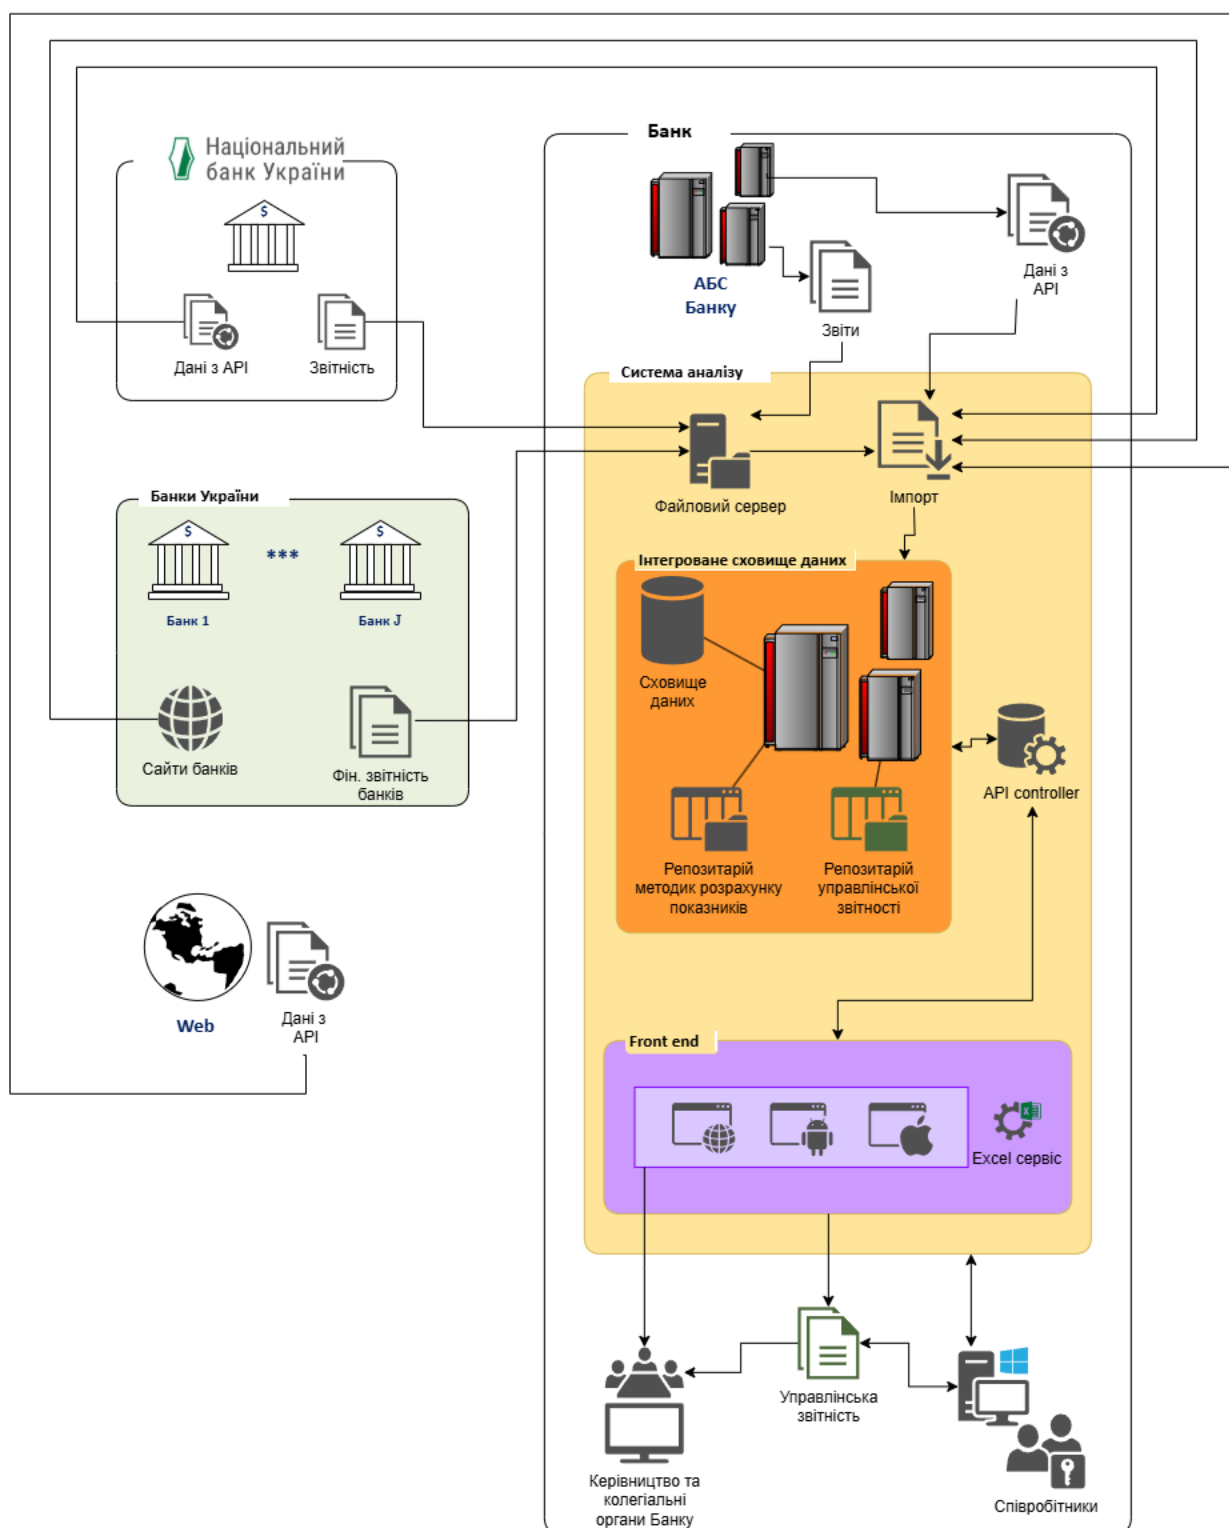 Банк
Національний
банк України
$
Дані з API
Звітність
АБС
Банку
Звіти
Дані з
API
Система аналізу
Файловий сервер
Імпорт
Банки України
$
***
$
Банк 1
Банк J
Сайти банків
Фін. звітність
банків
Інтегроване сховище даних
Сховище
даних
API controller
Репозитарій
методик розрахунку
показників
Репозитарій
управлінської
звітності
Web
Дані з
API
Front end
X
Excel сервіс
Управлінська
звітність
Керівництво та
колегіальні
органи Банку
Співробітники